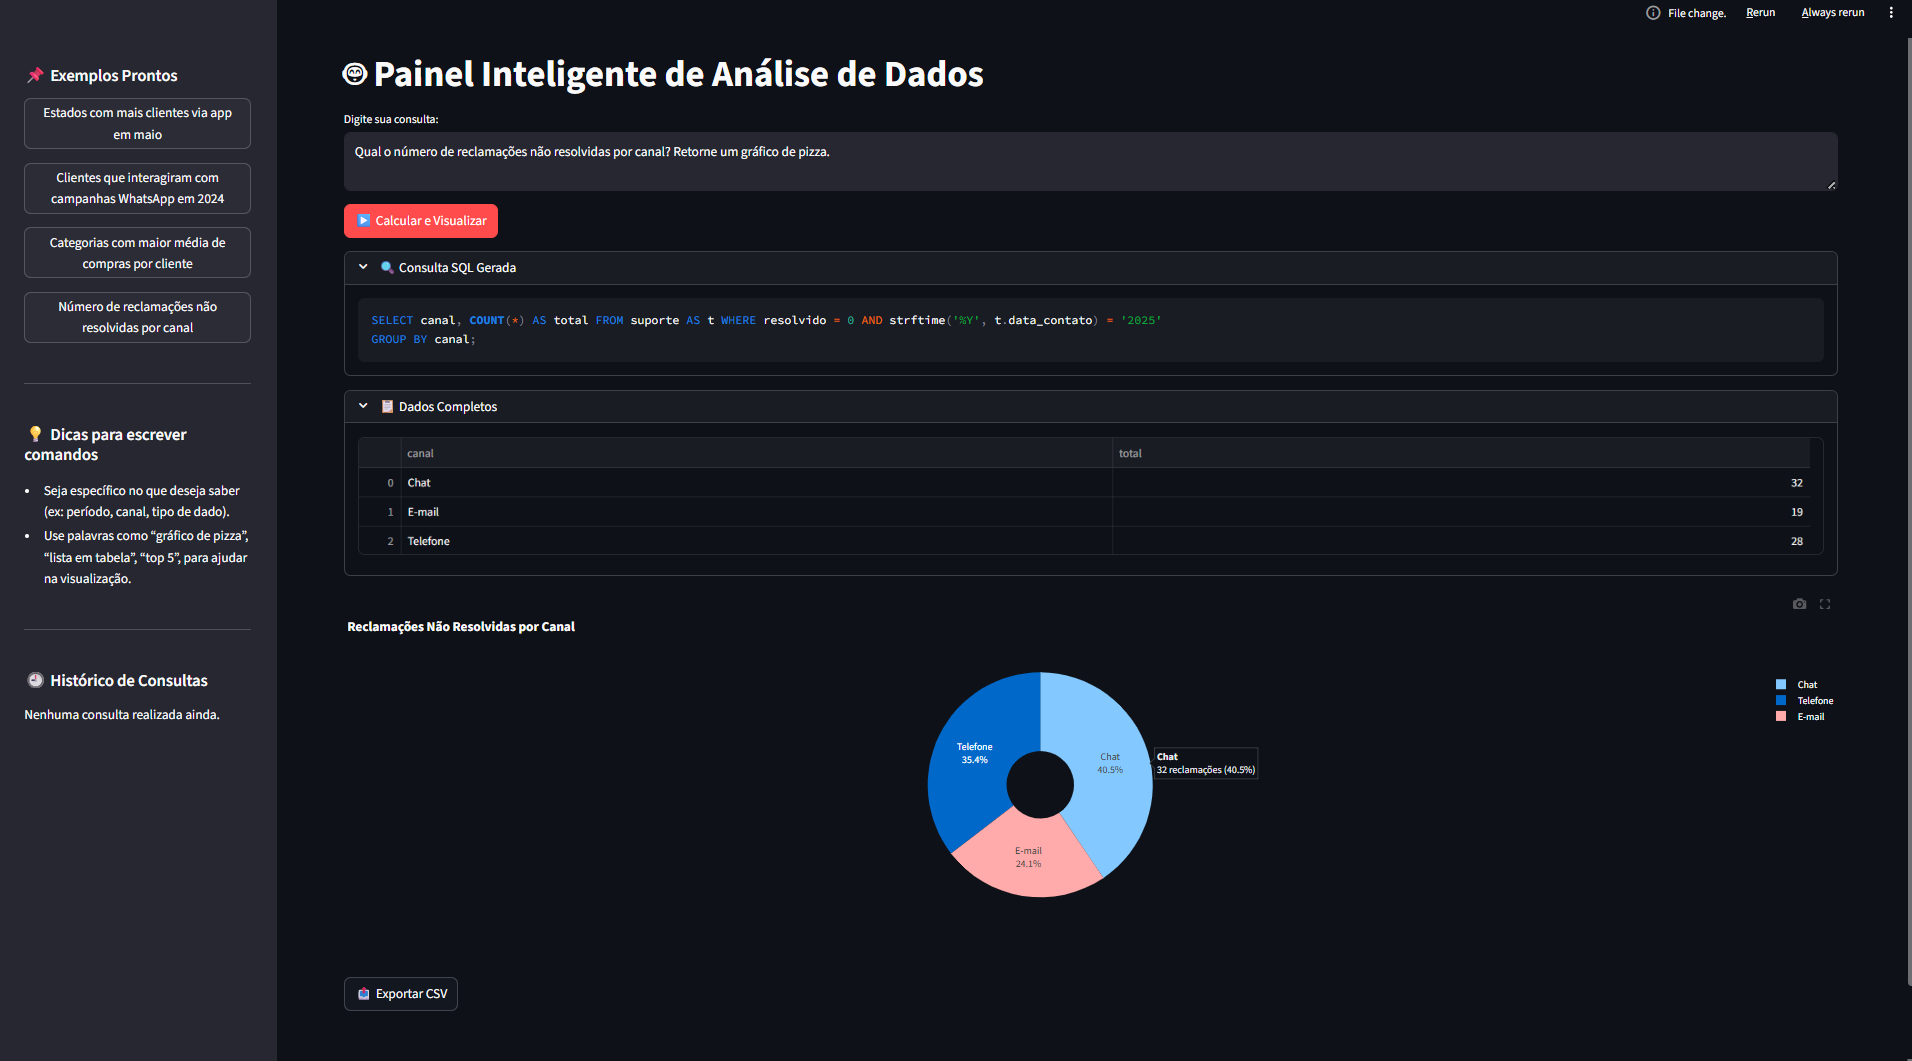 File change.
Rerun
Always rerun
📌 Exemplos Prontos
Estados com mais clientes via app
em maio
Clientes que interagiram com
campanhas WhatsApp em 2024
Categorias com maior média de
compras por cliente
Número de reclamações não
resolvidas por canal
💡 Dicas para escrever
comandos
• Seja específico no que deseja saber
(ex: período, canal, tipo de dado).
• Use palavras como “gráfico de pizza”,
“lista em tabela”, “top 5”, para ajudar
na visualização.
Histórico de Consultas
Nenhuma consulta realizada ainda.
Painel Inteligente de Análise de Dados
Digite sua consulta:
Qual o número de reclamações não resolvidas por canal? Retorne um gráfico de pizza.
Calcular e Visualizar
Consulta SQL Gerada
SELECT canal, COUNT(*) AS total FROM suporte AS t WHERE resolvido = 0 AND strftime('%Y', t.data_contato) = '2025'
GROUP BY canal;
Dados Completos
canal total
0 Chat 32
1 E-mail 19
2 Telefone 28
Reclamações Não Resolvidas por Canal
Chat
Telefone
E-mail
Telefone
35.4%
Chat
40.5%
Chat
32 reclamações (40.5%)
E-mail
24.1%
Exportar CSV